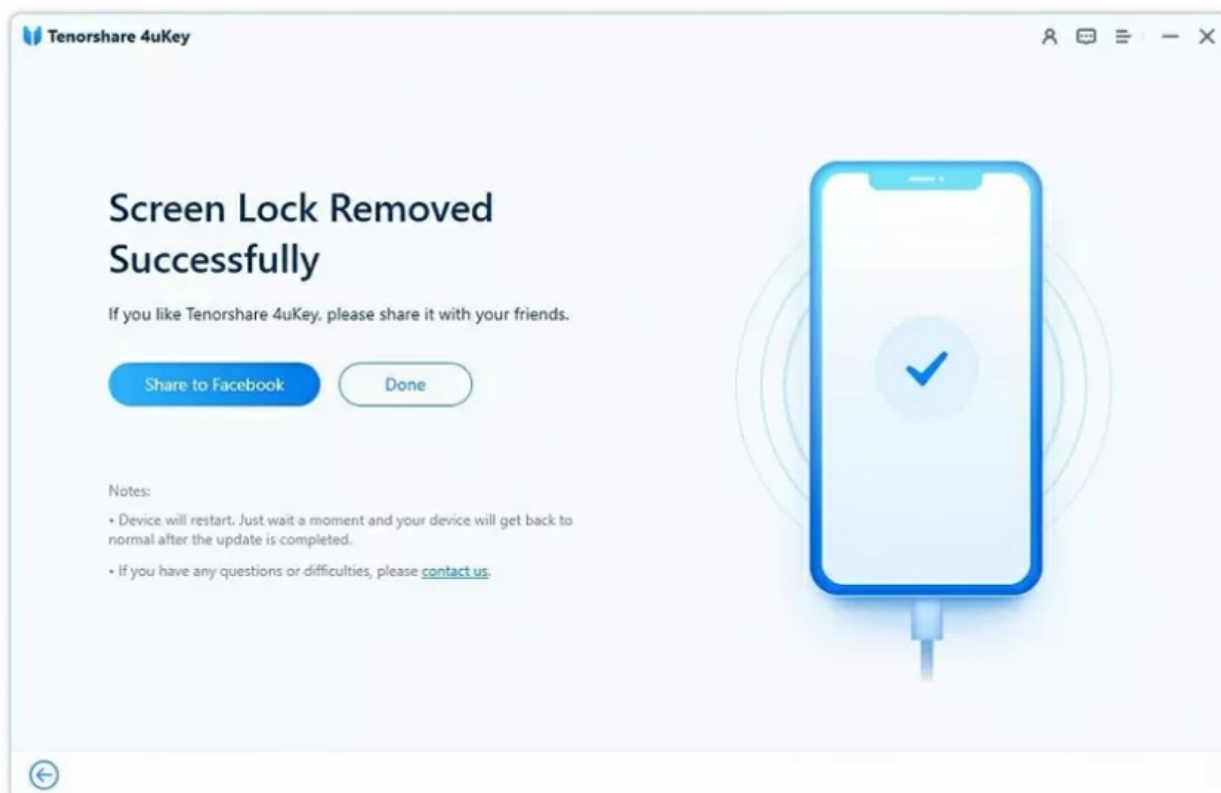 Tenorshare 4uKey
Screen Lock Removed
Successfully
If you like Tenorshare 4uKey, please share it with your friends.
Share to Facebook
Done
Notes:
• Device will restart. Just wait a moment and your device will get back to
normal after the update is completed.
• If you have any questions or difficulties, please contact us.